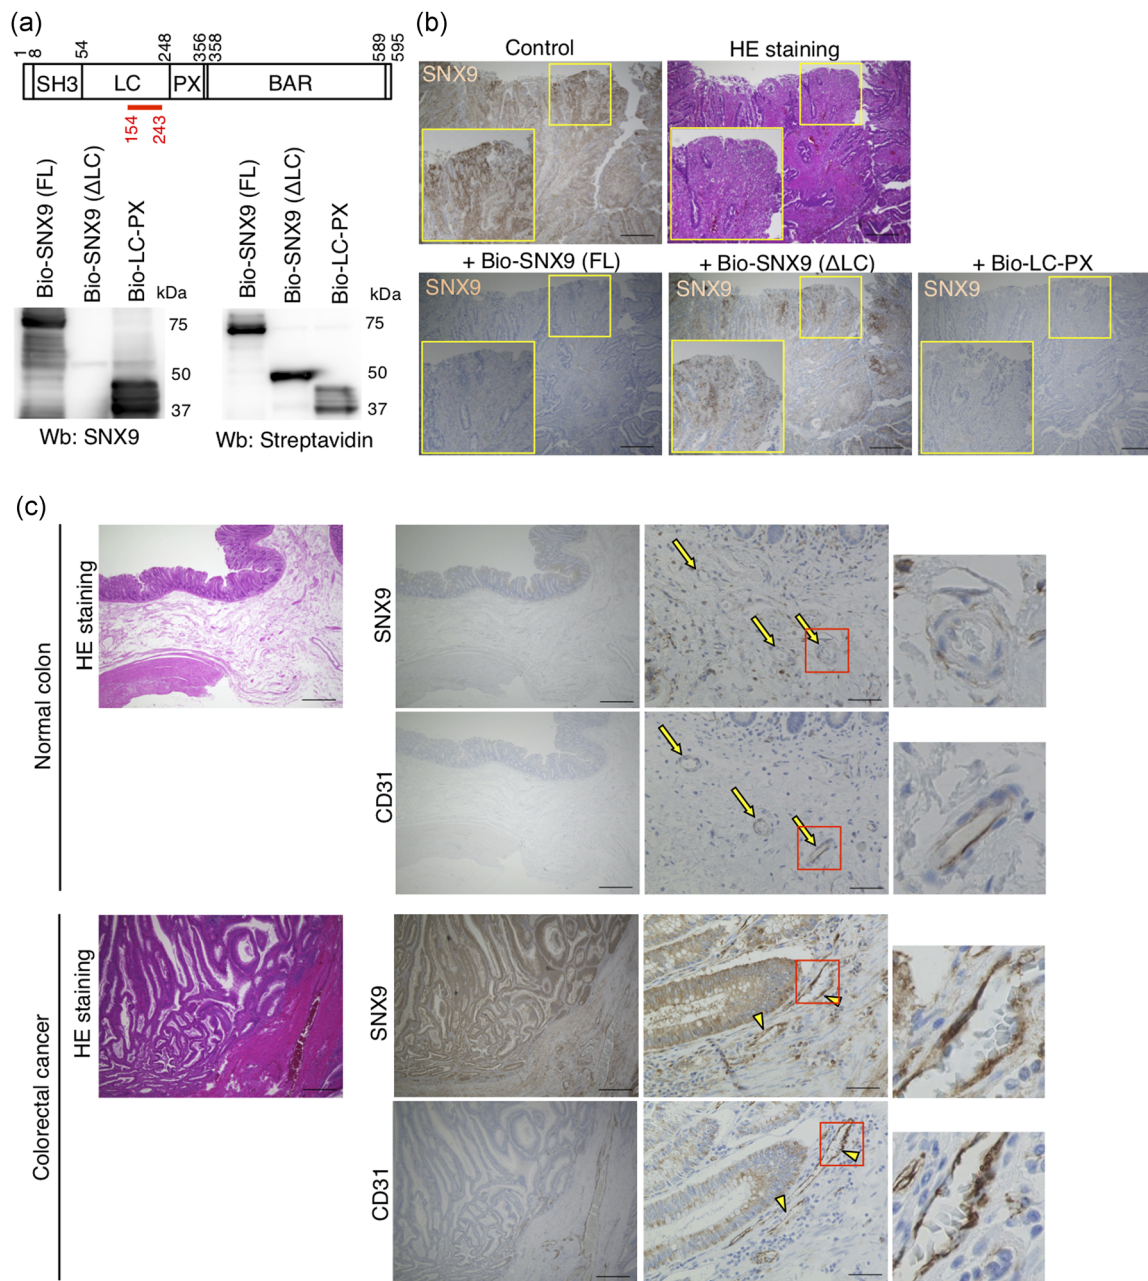 (a)
1 8 54 248 356 358 589 595
SH3 LC PX BAR
154 243
Bio-SNX9 (FL)
Bio-SNX9 (ΔLC)
Bio-LC-PX
kDa
75
50
37
Wb: SNX9
Bio-SNX9 (FL)
Bio-SNX9 (ΔLC)
Bio-LC-PX
kDa
75
50
37
Wb: Streptavidin
(b)
Control
HE staining
SNX9
+ Bio-SNX9 (FL)
+ Bio-SNX9 (ΔLC)
+ Bio-LC-PX
SNX9
SNX9
SNX9
(c)
Normal colon
HE staining
SNX9
CD31
Colorectal cancer
HE staining
SNX9
CD31